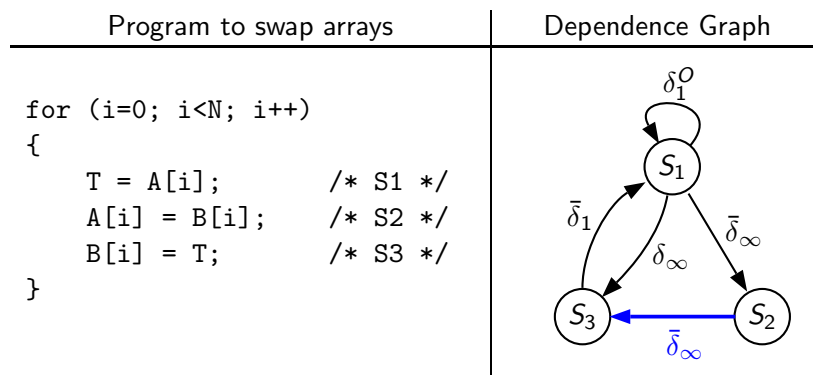 Program to swap arrays
Dependence Graph
for (i=0; i<N; i++)
{
T = A[i]; /* S1 */
A[i] = B[i]; /* S2 */
B[i] = T; /* S3 */
}
δ₁ᴼ
S₁
δ̄₁
δ∞
δ̄∞
S₃
S₂
δ̄∞